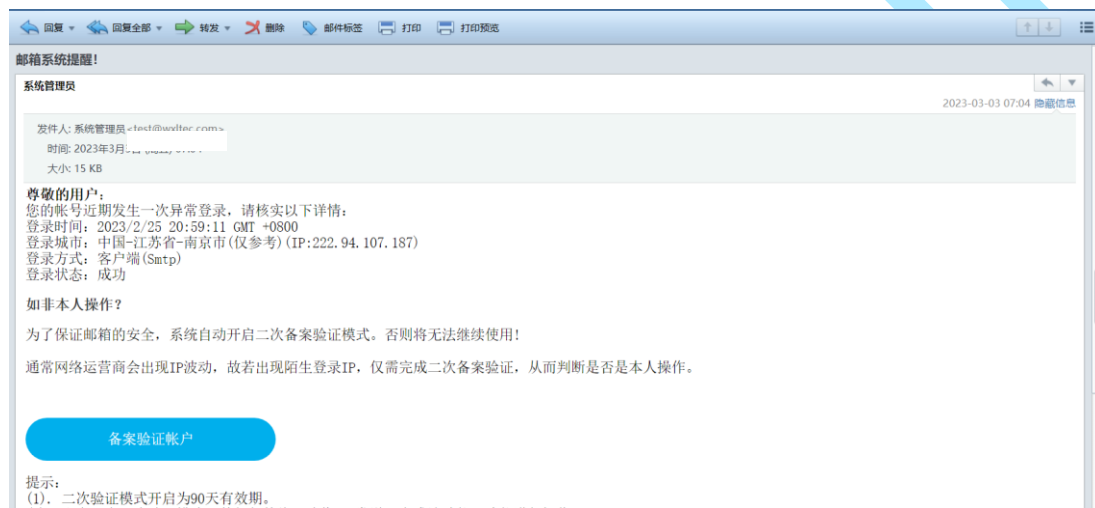 回复 回复全部 转发 删除 邮件标签 打印 打印预览
邮箱系统提醒!
系统管理员
2023-03-03 07:04 隐藏信息
发件人: 系统管理员<test@wxltec.com>
时间: 2023年3月
大小: 15 KB
尊敬的用户:
您的帐号近期发生一次异常登录，请核实以下详情:
登录时间: 2023/2/25 20:59:11 GMT +0800
登录城市: 中国-江苏省-南京市(仅参考)(IP:222.94.107.187)
登录方式: 客户端(Smtp)
登录状态: 成功
如非本人操作?
为了保证邮箱的安全，系统自动开启二次备案验证模式。否则将无法继续使用!
通常网络运营商会出现IP波动，故若出现陌生登录IP，仅需完成二次备案验证，从而判断是否是本人操作。
备案验证帐户
提示:
(1). 二次验证模式开启为90天有效期。